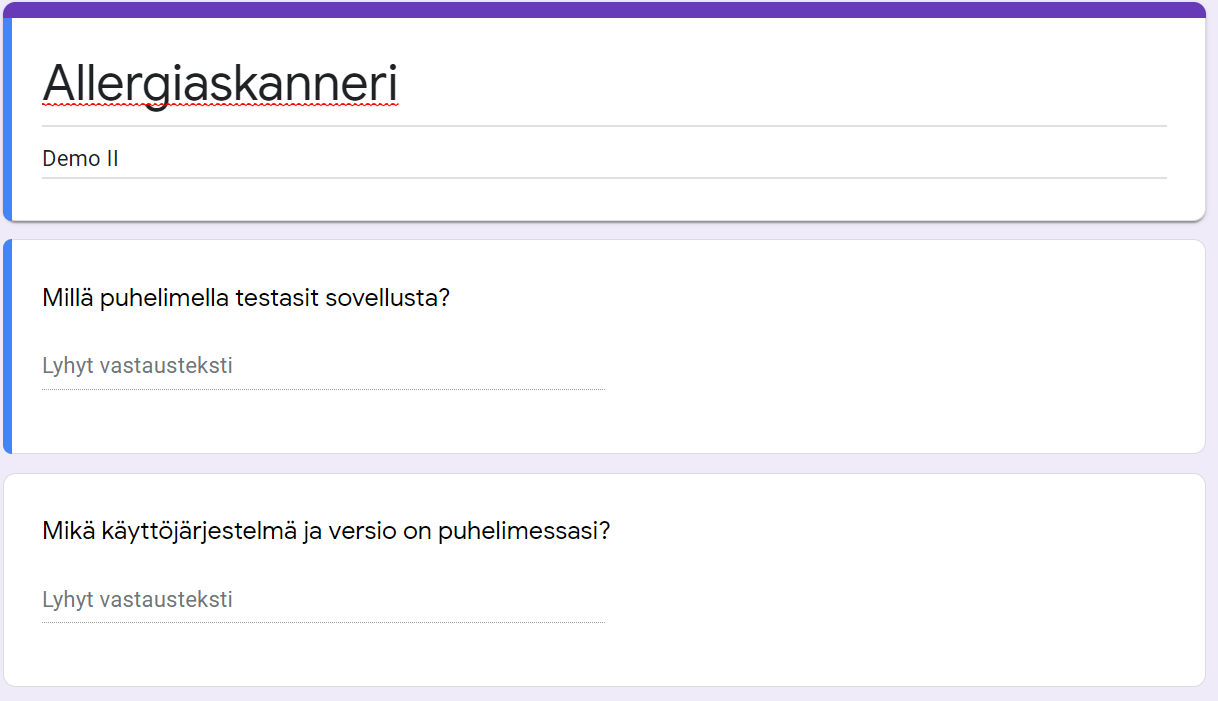 Allergiaskanneri
Demo II
Millä puhelimella testasit sovellusta?
Lyhyt vastausteksti
Mikä käyttöjärjestelmä ja versio on puhelimessasi?
Lyhyt vastausteksti